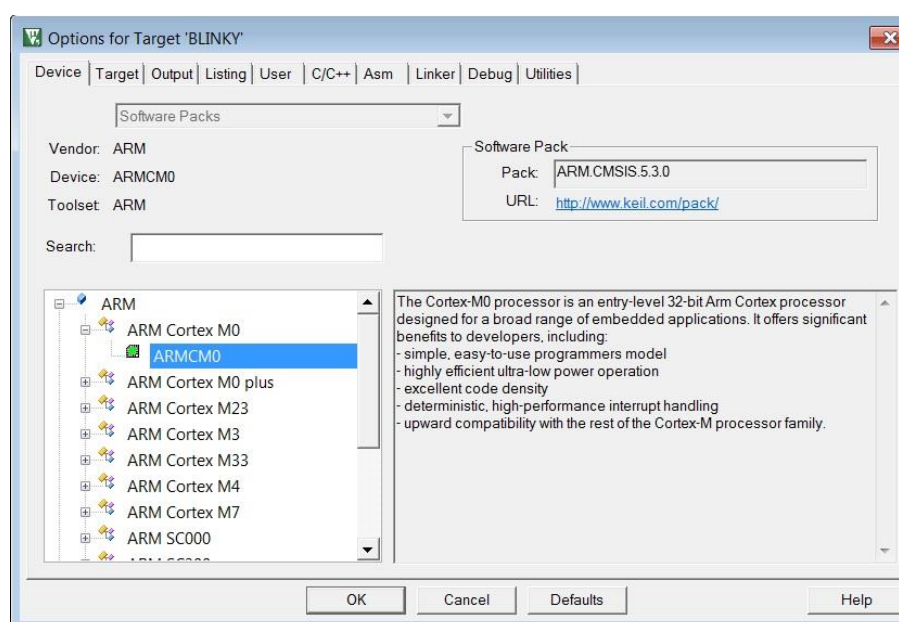 Options for Target 'BLINKY'
Device Target Output Listing User C/C++ Asm Linker Debug Utilities
Software Packs
Vendor: ARM
Device: ARMCM0
Toolset: ARM
Search:
Software Pack
Pack: ARM.CMSIS.5.3.0
URL: http://www.keil.com/pack/
ARM
ARM Cortex M0
ARMCM0
ARM Cortex M0 plus
ARM Cortex M23
ARM Cortex M3
ARM Cortex M33
ARM Cortex M4
ARM Cortex M7
ARM SC000
The Cortex-M0 processor is an entry-level 32-bit Arm Cortex processor
designed for a broad range of embedded applications. It offers significant
benefits to developers, including:
- simple, easy-to-use programmers model
- highly efficient ultra-low power operation
- excellent code density
- deterministic, high-performance interrupt handling
- upward compatibility with the rest of the Cortex-M processor family.
OK Cancel Defaults Help